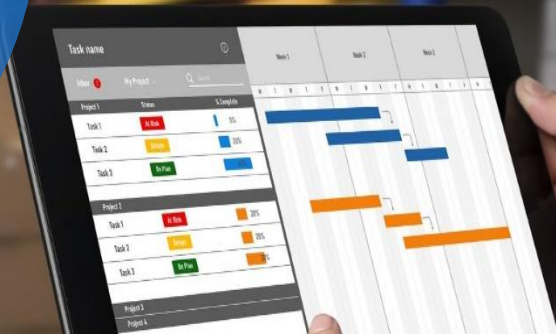 Task name
Week 1 Week 2 Week 3
Inbox
My Project
Search
Project 1 Status % Complete
Task 1 At Risk 5%
Task 2 20%
Task 3 On Plan
Project 2
Task 1 At Risk 20%
Task 2 20%
Task 3 On Plan
Project 3
Project 4